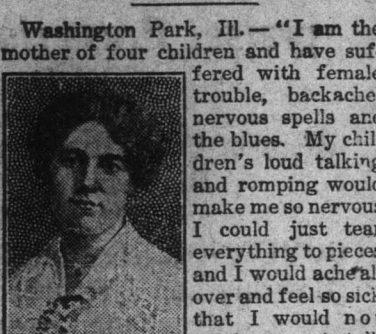 Washington Park, Ill.—"I am the
mother of four children and have suf
fered with female
trouble, backache
nervous spells and
the blues. My chil
dren's loud talking
and romping would
make me so nervous
I could just tear
everything to pieces
and I would ache all
over and feel so sick
that I would not